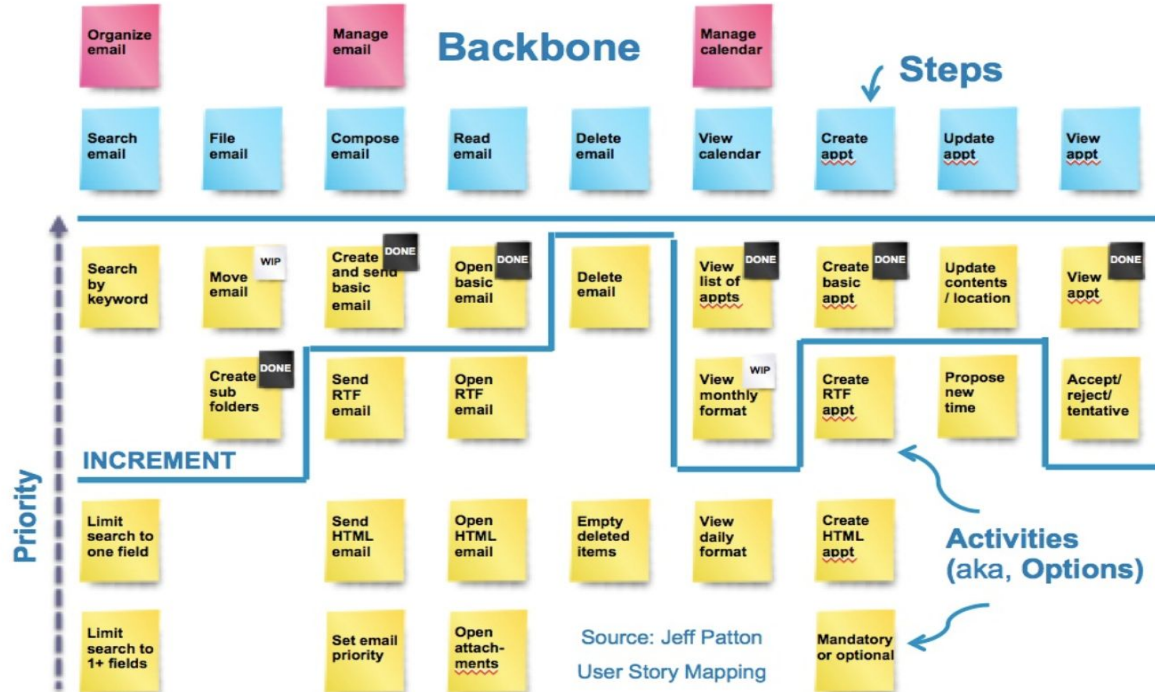 Organize
email
Manage
email
Backbone
Manage
calendar
Steps
Search
email
File
email
Compose
email
Read
email
Delete
email
View
calendar
Create
appt
Update
appt
View
appt
Search
by
keyword
Move
email
WIP
Create
and send
basic
email
DONE
Open
basic
email
DONE
Delete
email
View
list of
appts
DONE
Create
basic
appt
DONE
Update
contents
/ location
View
appt
DONE
Create
sub
folders
DONE
Send
RTF
email
Open
RTF
email
View
monthly
format
WIP
Create
RTF
appt
Propose
new
time
Accept/
reject/
tentative
INCREMENT
Priority
Limit
search to
one field
Send
HTML
email
Open
HTML
email
Empty
deleted
items
View
daily
format
Create
HTML
appt
Activities
(aka, Options)
Limit
search to
1+ fields
Set email
priority
Open
attach-
ments
Source: Jeff Patton
User Story Mapping
Mandatory
or optional